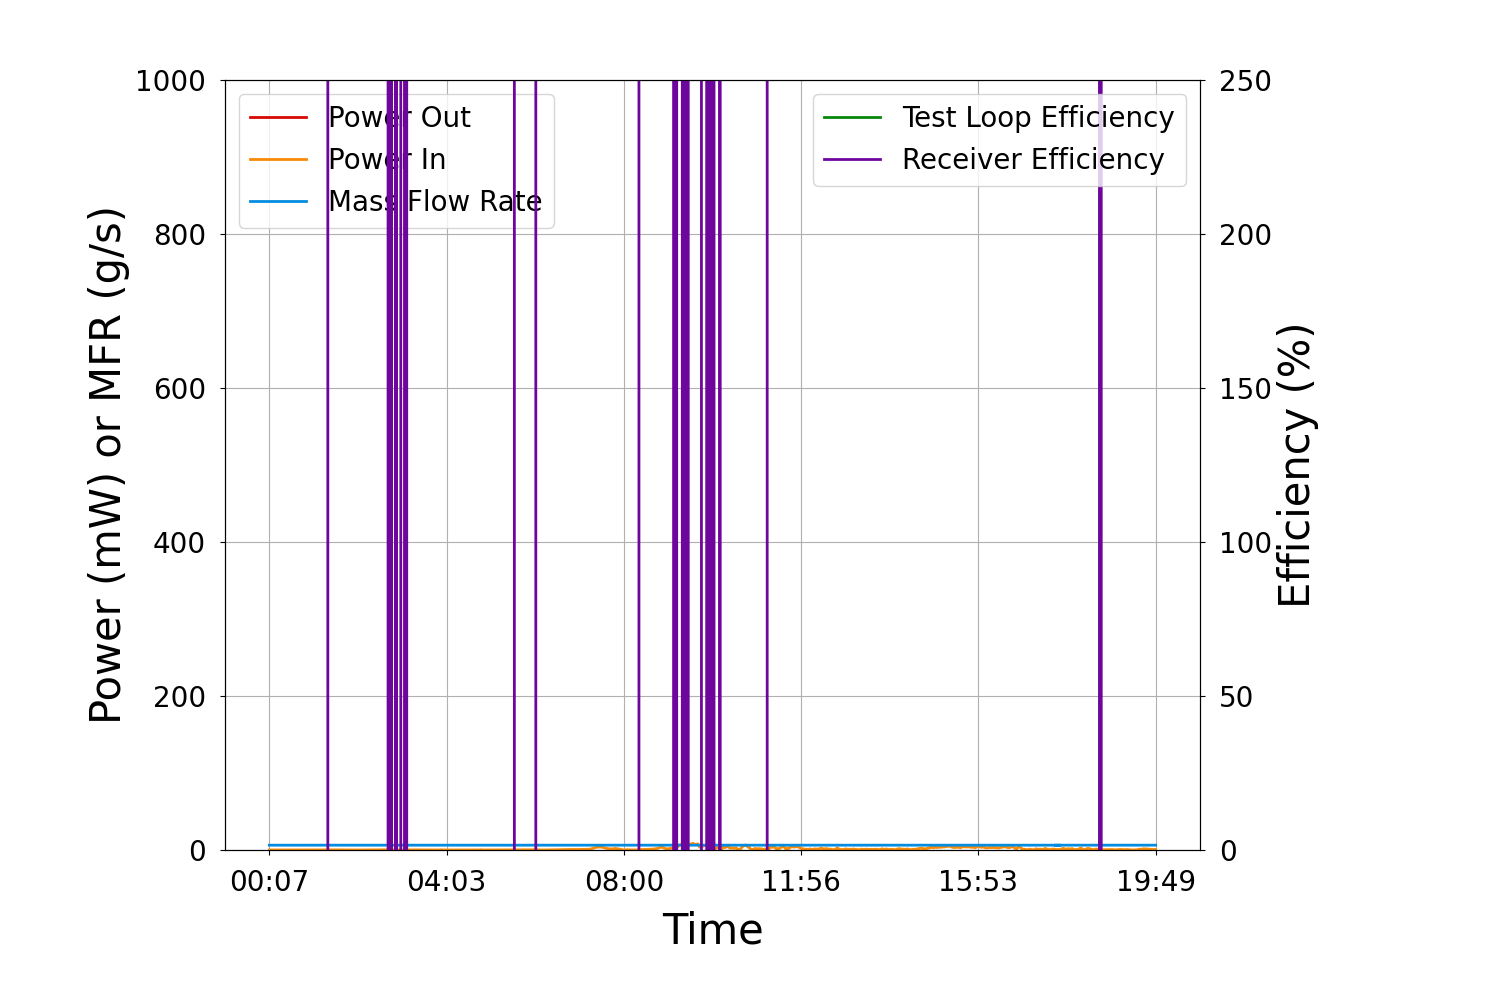 1000
800
600
400
200
0
Power (mW) or MFR (g/s)
Power Out
Power In
Mass Flow Rate
Test Loop Efficiency
Receiver Efficiency
250
200
150
100
50
0
Efficiency (%)
00:07 04:03 08:00 11:56 15:53 19:49
Time